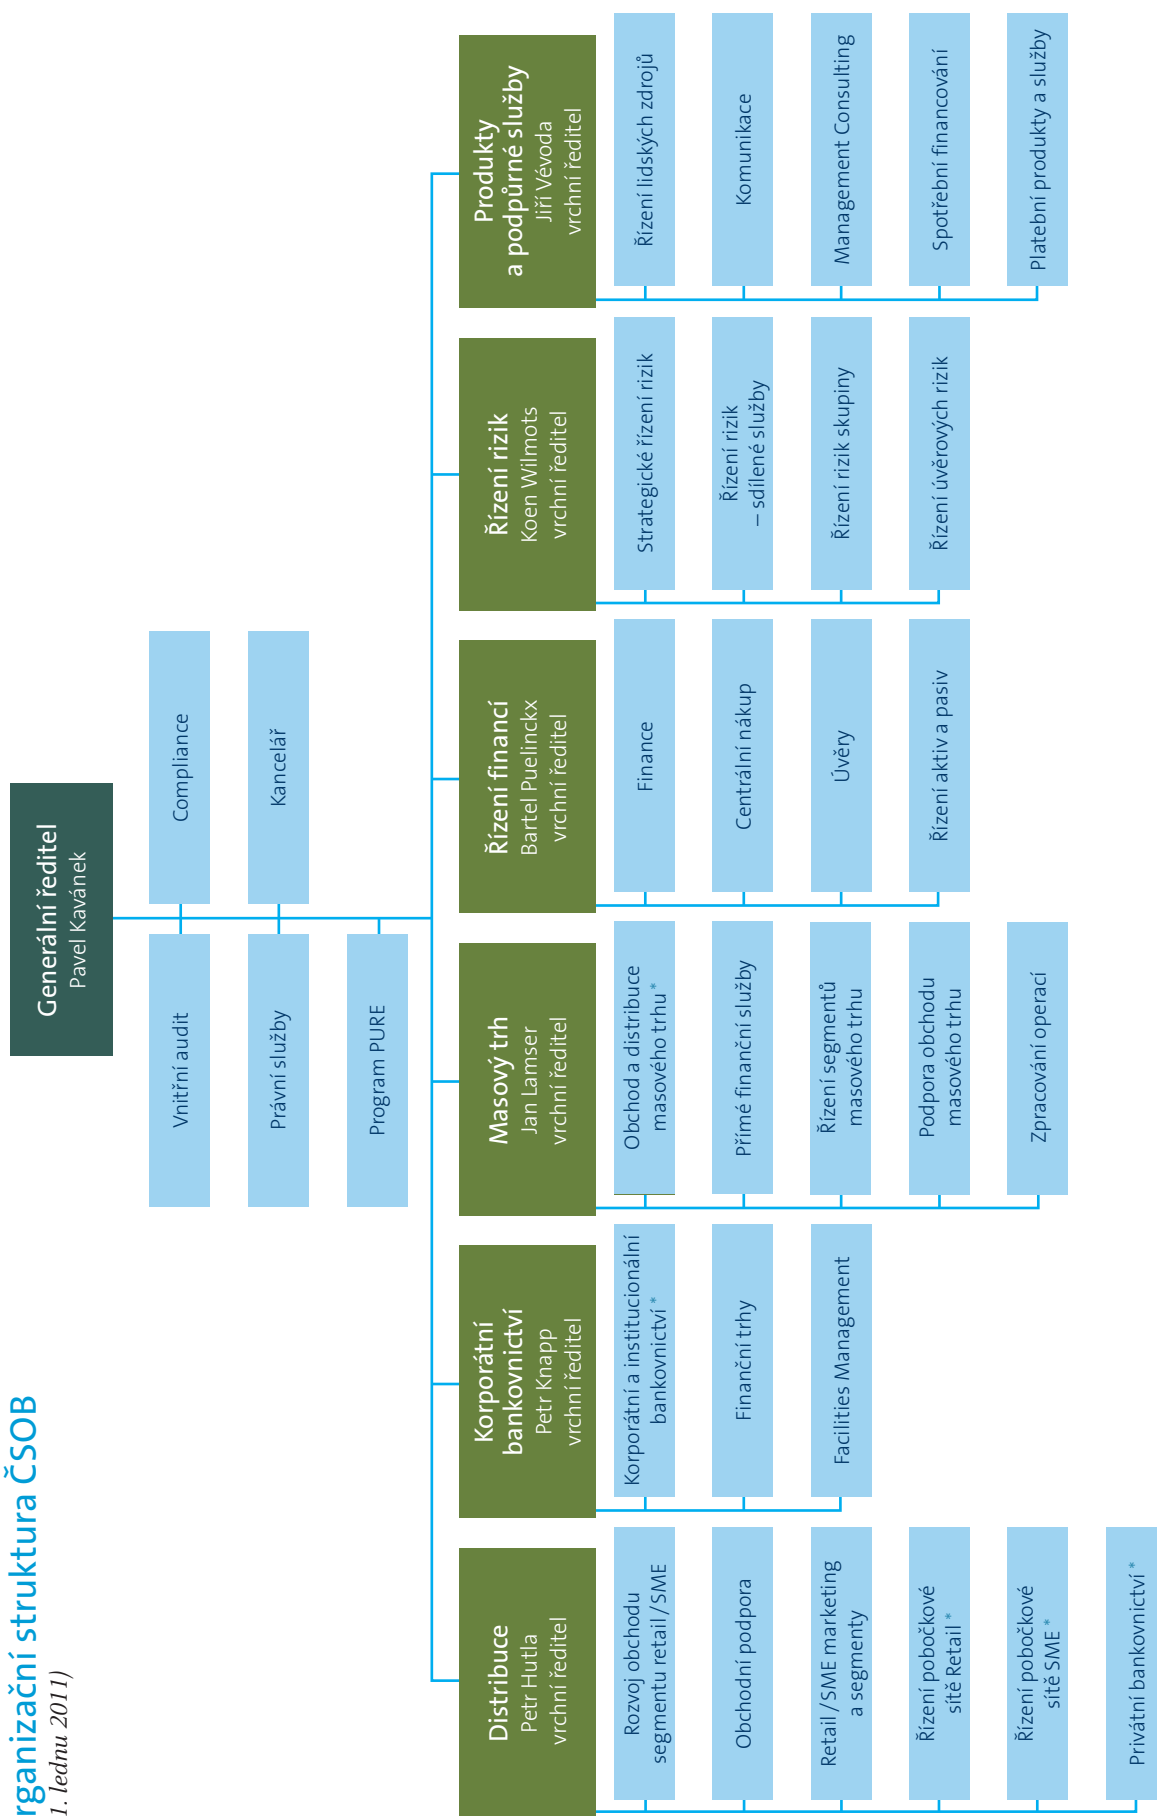 rganizační struktura ČSOB
1. lednu 2011)
Generální ředitel
Pavel Kavánek
Vnitřní audit
Compliance
Právní služby
Kancelář
Program PURE
Distribuce
Petr Hutla
vrchní ředitel
Rozvoj obchodu
segmentu retail/SME
Obchodní podpora
Retail/SME marketing
a segmenty
Řízení pobočkové
sítě Retail *
Řízení pobočkové
sítě SME *
Privátní bankovnictví *
Korporátní
bankovnictví
Petr Knapp
vrchní ředitel
Korporátní a institucionální
bankovnictví *
Finanční trhy
Facilities Management
Masový trh
Jan Lamser
vrchní ředitel
Obchod a distribuce
masového trhu *
Přímé finanční služby
Řízení segmentů
masového trhu
Podpora obchodu
masového trhu
Zpracování operací
Řízení financí
Bartel Puelinckx
vrchní ředitel
Finance
Centrální nákup
Úvěry
Řízení aktiv a pasiv
Řízení rizik
Koen Wilmots
vrchní ředitel
Strategické řízení rizik
Řízení rizik
– sdílené služby
Řízení rizik skupiny
Řízení úvěrových rizik
Produkty
a podpůrné služby
Jiří Vévoda
vrchní ředitel
Řízení lidských zdrojů
Komunikace
Management Consulting
Spotřební financování
Platební produkty a služby